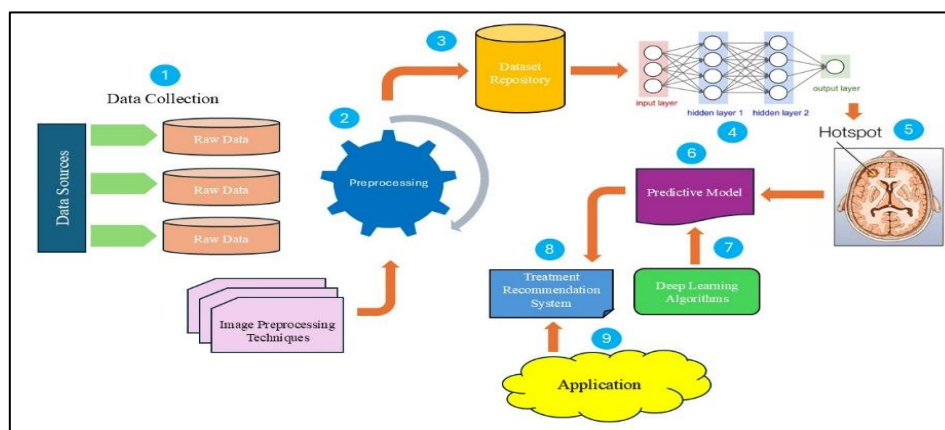 1
Data Collection
Data Sources
Raw Data
Raw Data
Raw Data
2
Preprocessing
Image Preprocessing
Techniques
3
Dataset
Repository
input layer
hidden layer 1
hidden layer 2
output layer
4
Hotspot
5
6
Predictive Model
7
Deep Learning
Algorithms
8
Treatment
Recommendation
System
9
Application